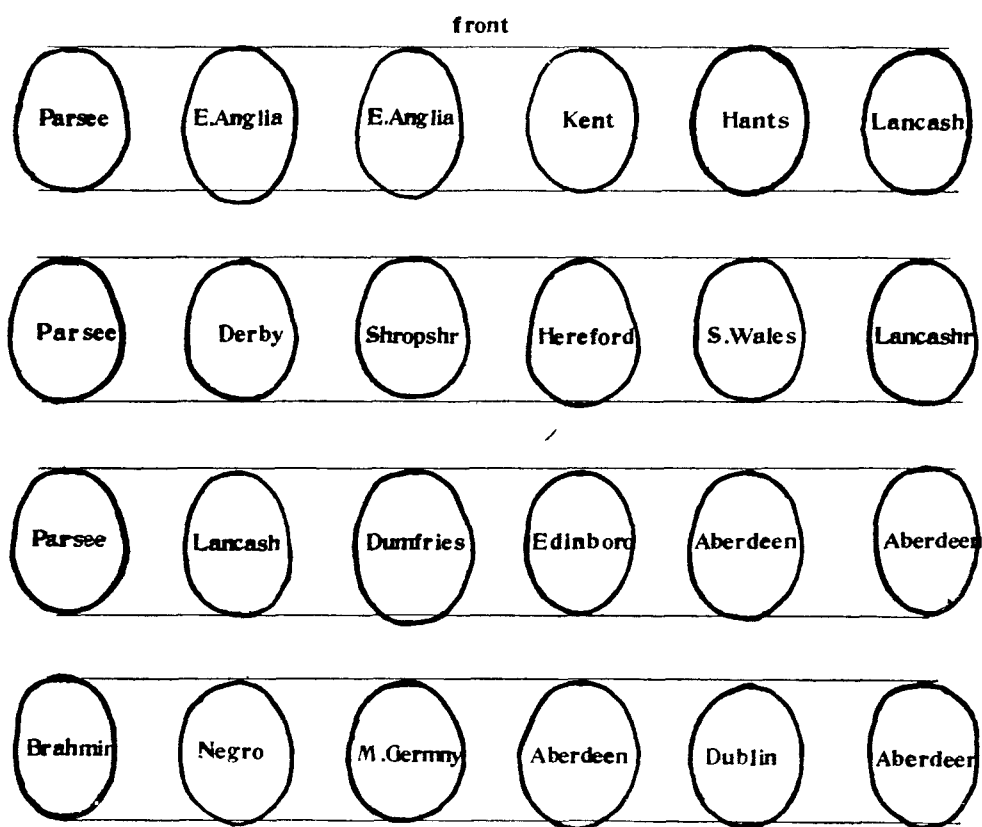 front
Parsee E.Anglia E.Anglia Kent Hants Lancash
Parsee Derby Shropshr Hereford S.Wales Lancashr
Parsee Lancash Dumfries Edinboro Aberdeen Aberdeen
Brahmin Negro M.Germny Aberdeen Dublin Aberdeen